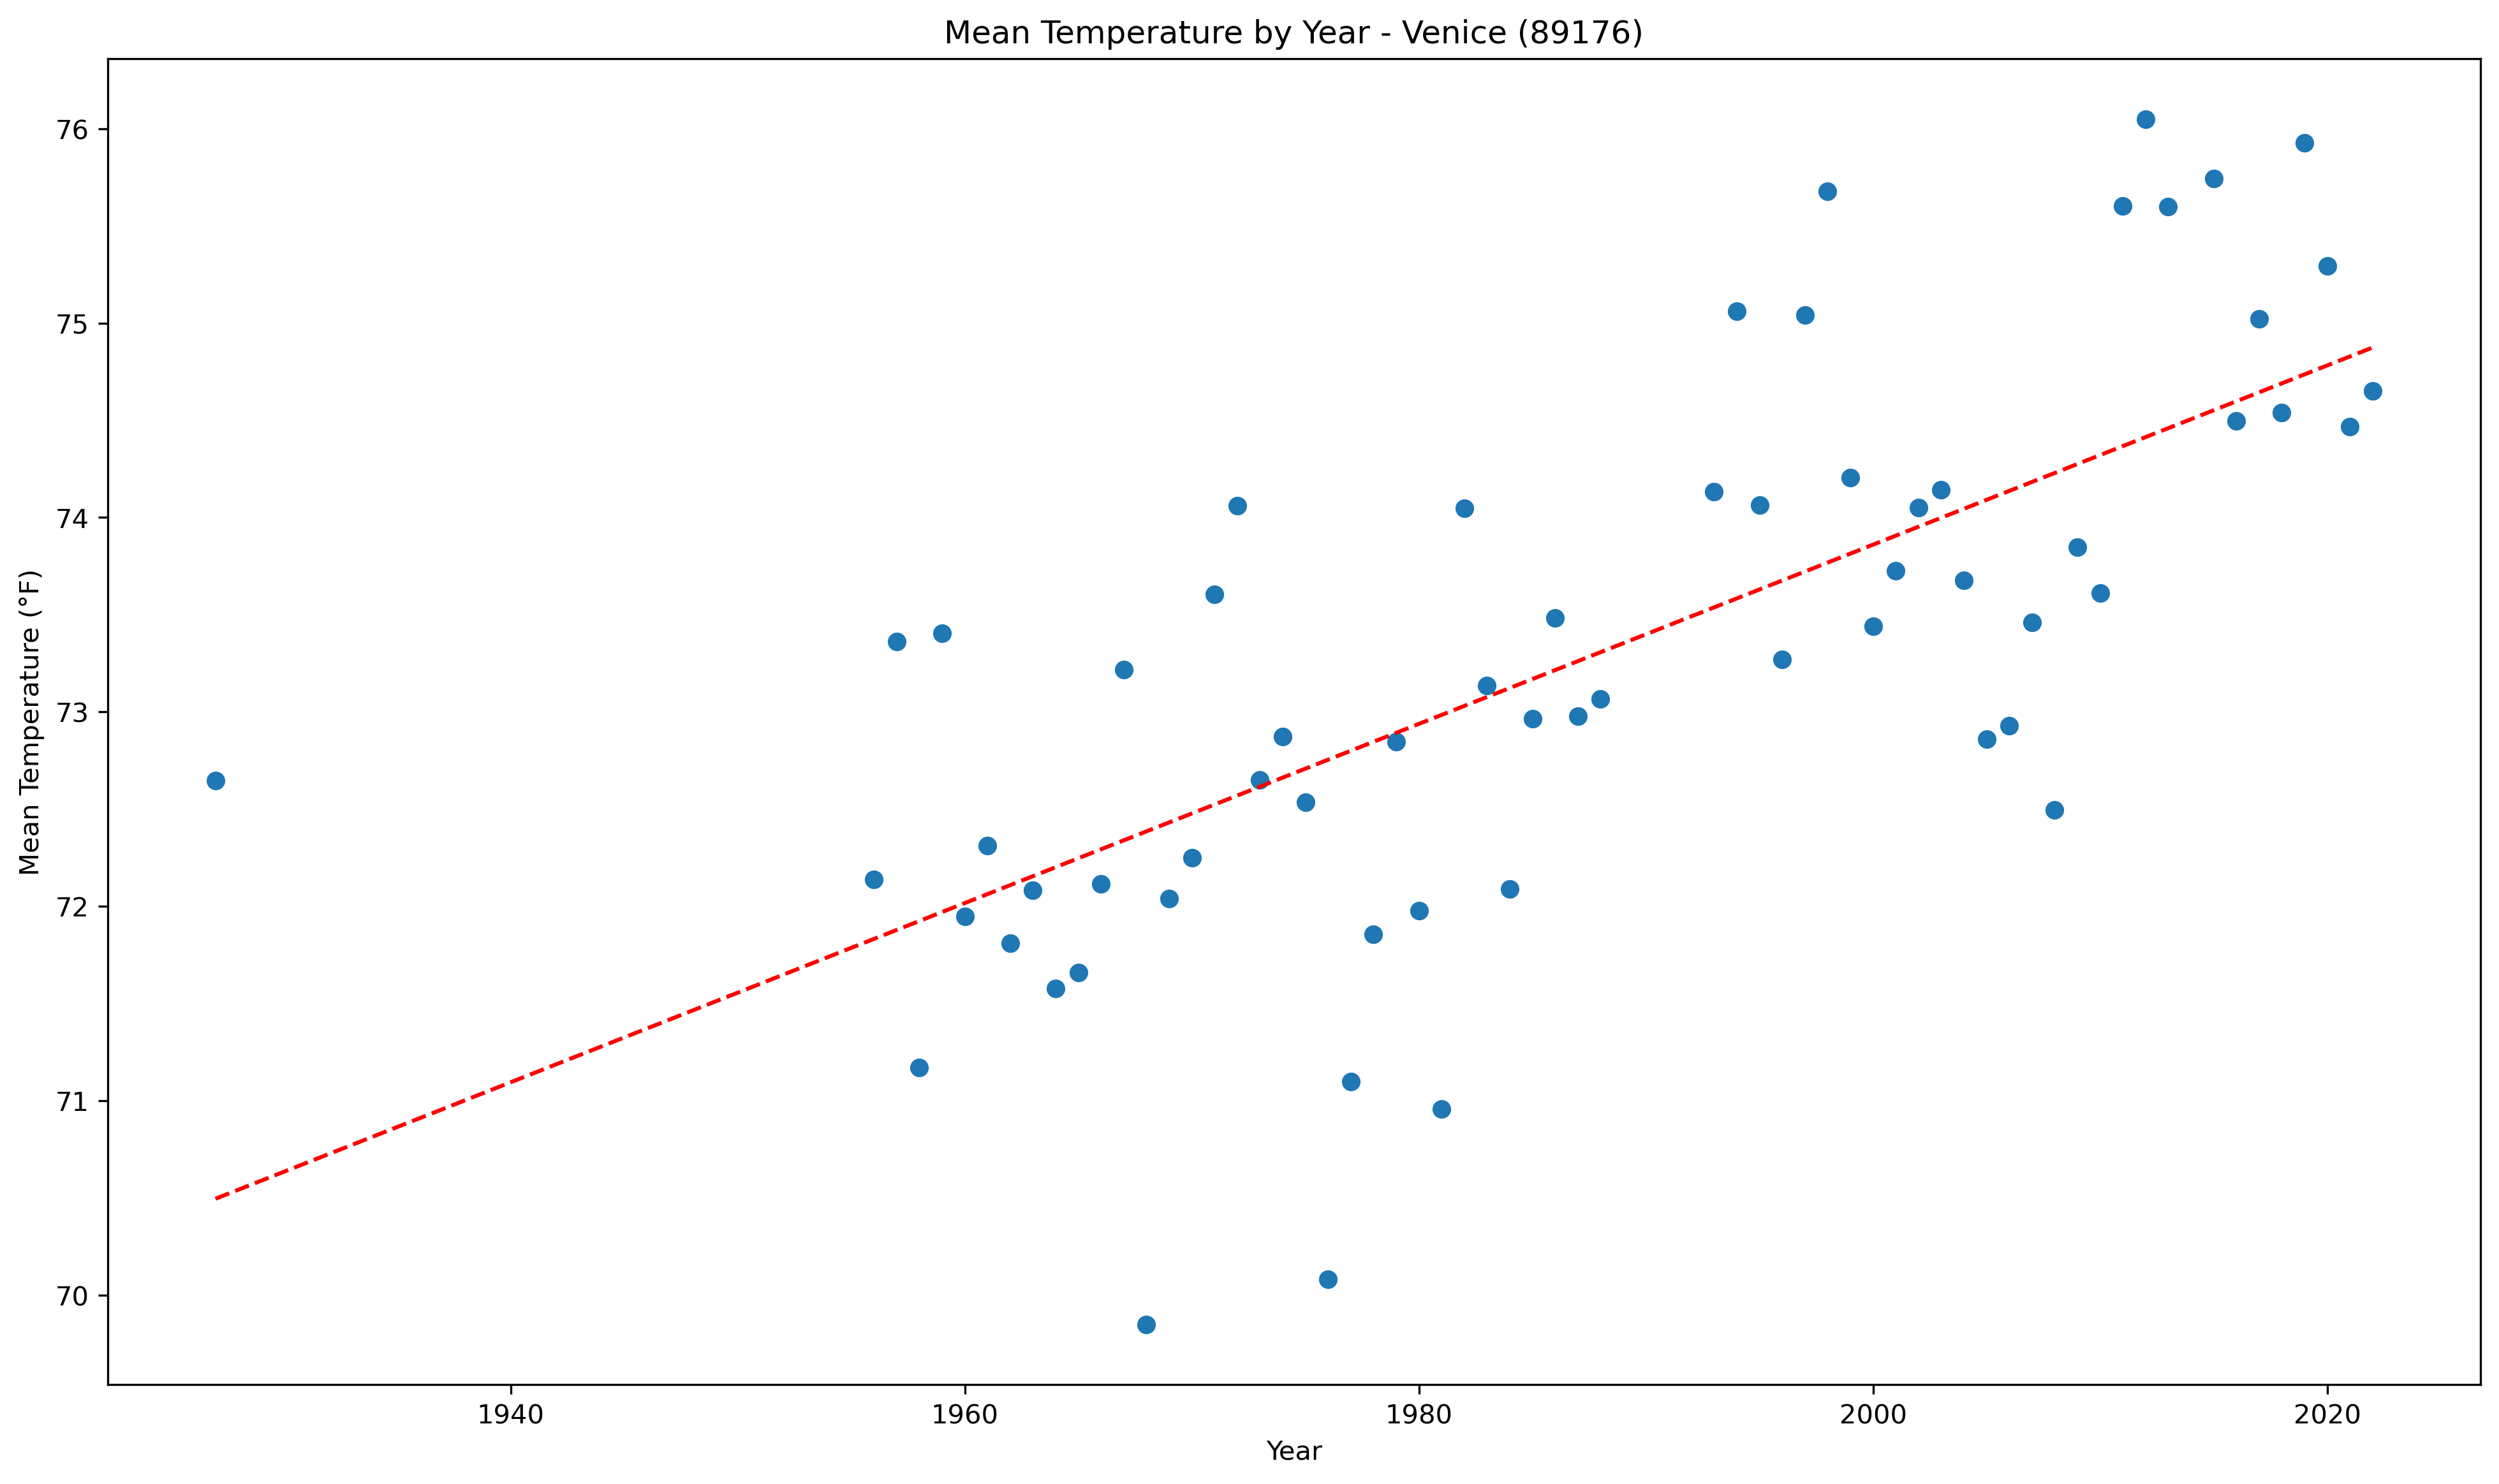 Mean Temperature by Year - Venice (89176)
Mean Temperature (°F)
76
75
74
73
72
71
70
1940 1960 1980 2000 2020
Year